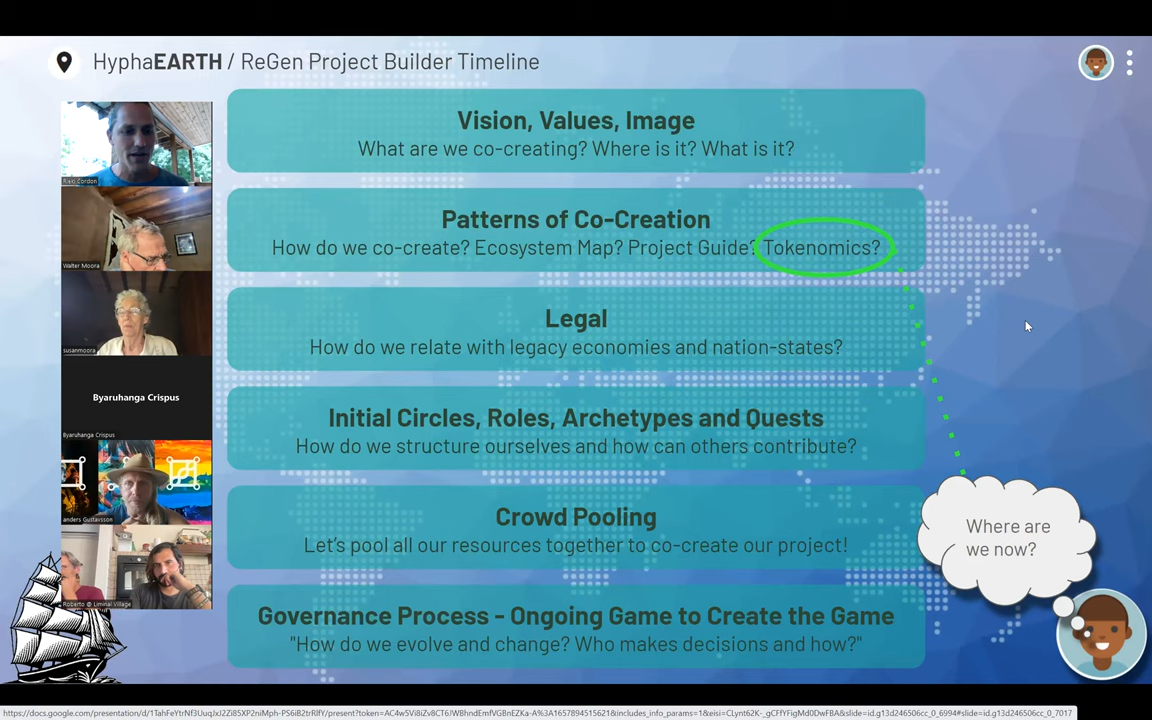 HyphaEARTH / ReGen Project Builder Timeline
Vision, Values, Image
What are we co-creating? Where is it? What is it?
Patterns of Co-Creation
How do we co-create? Ecosystem Map? Project Guide? Tokenomics?
Legal
How do we relate with legacy economies and nation-states?
Initial Circles, Roles, Archetypes and Quests
How do we structure ourselves and how can others contribute?
Crowd Pooling
Let's pool all our resources together to co-create our project!
Governance Process - Ongoing Game to Create the Game
"How do we evolve and change? Who makes decisions and how?"
Where are
we now?
Cordon
Walter Moora
susanmoora
Byaruhanga Crispus
Byaruhanga Crispus
anders Gustavsson
Roberto @ Liminal Village